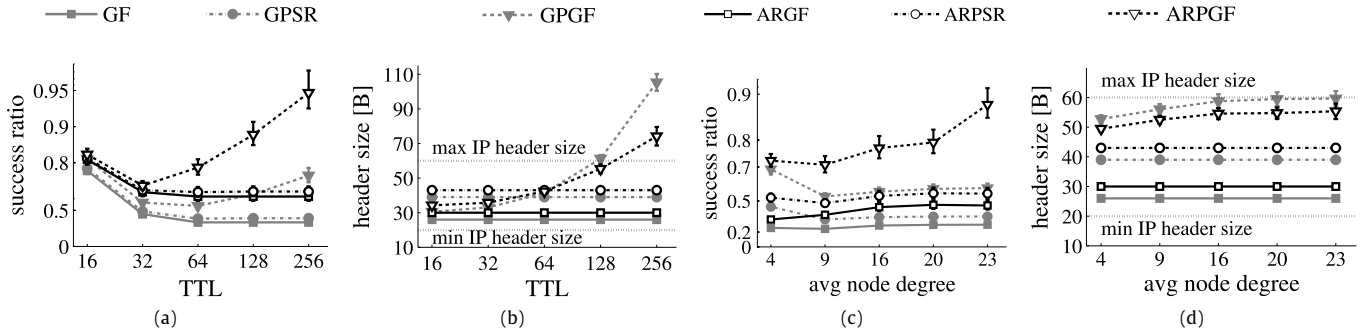 GF GPSR GPGF ARGF ARPSR ARPGF
success ratio
0.95
0.9
0.8
0.5
0
16 32 64 128 256
TTL
(a)
header size [B]
110
90
70
50
30
10
max IP header size
min IP header size
16 32 64 128 256
TTL
(b)
success ratio
0.9
0.8
0.7
0.5
0.2
0
4 9 16 20 23
avg node degree
(c)
header size [B]
60
50
40
30
20
10
max IP header size
min IP header size
4 9 16 20 23
avg node degree
(d)